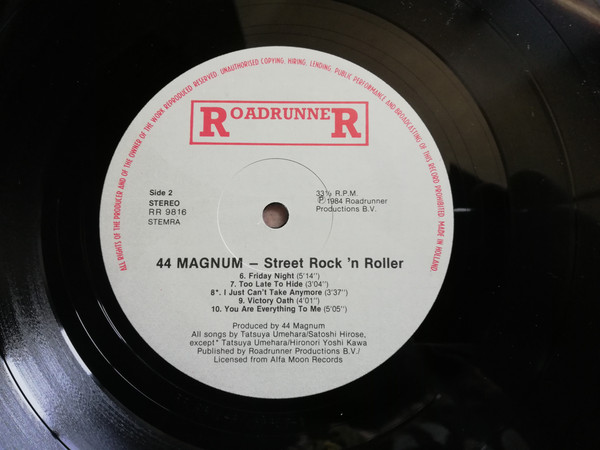 ALL RIGHTS OF THE PRODUCER AND OF THE OWNER OF THE WORK REPRODUCED RESERVED. UNAUTHORISED COPYING, HIRING, LENDING, PUBLIC PERFORMANCE AND BROADCASTING OF THIS RECORD PROHIBITED. MADE IN HOLLAND
ROADRUNNER
Side 2
STEREO
RR 9816
STEMRA
33⅓ R.P.M.
℗ 1984 Roadrunner
Productions B.V.
44 MAGNUM – Street Rock 'n Roller
6. Friday Night (5'14")
7. Too Late To Hide (3'04")
8*. I Just Can't Take Anymore (3'37")
9. Victory Oath (4'01")
10. You Are Everything To Me (5'05")
Produced by 44 Magnum
All songs by Tatsuya Umehara/Satoshi Hirose,
except* Tatsuya Umehara/Hironori Yoshi Kawa
Published by Roadrunner Productions B.V./
Licensed from Alfa Moon Records